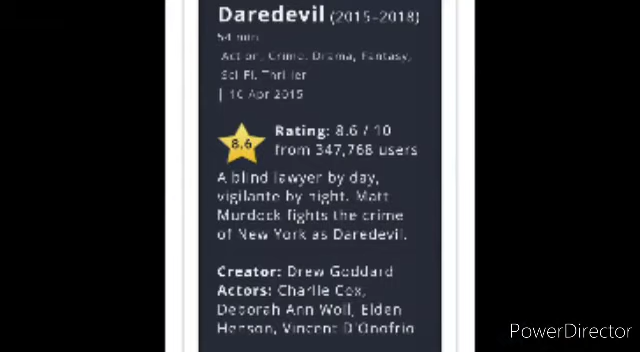 Daredevil (2015-2018)
54 min
Action, Crime, Drama, Fantasy,
Sci-Fi, Thriller
| 10 Apr 2015
8.6
Rating: 8.6 / 10
from 347,768 users
A blind lawyer by day,
vigilante by night. Matt
Murdock fights the crime
of New York as Daredevil.
Creator: Drew Goddard
Actors: Charlie Cox,
Deborah Ann Woll, Elden
Henson, Vincent D'Onofrio
PowerDirector